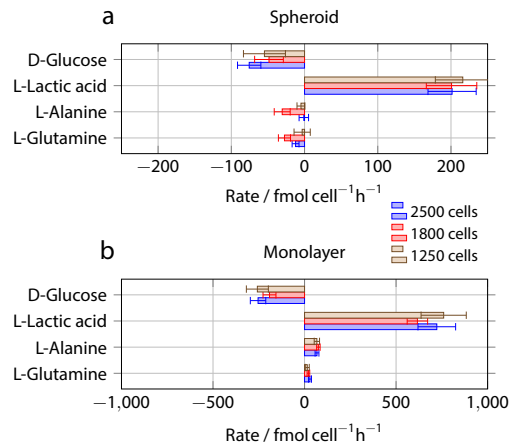 a
Spheroid
D-Glucose
L-Lactic acid
L-Alanine
L-Glutamine
−200 −100 0 100 200
Rate / fmol cell⁻¹h⁻¹
2500 cells
1800 cells
1250 cells
b
Monolayer
D-Glucose
L-Lactic acid
L-Alanine
L-Glutamine
−1,000 −500 0 500 1,000
Rate / fmol cell⁻¹h⁻¹